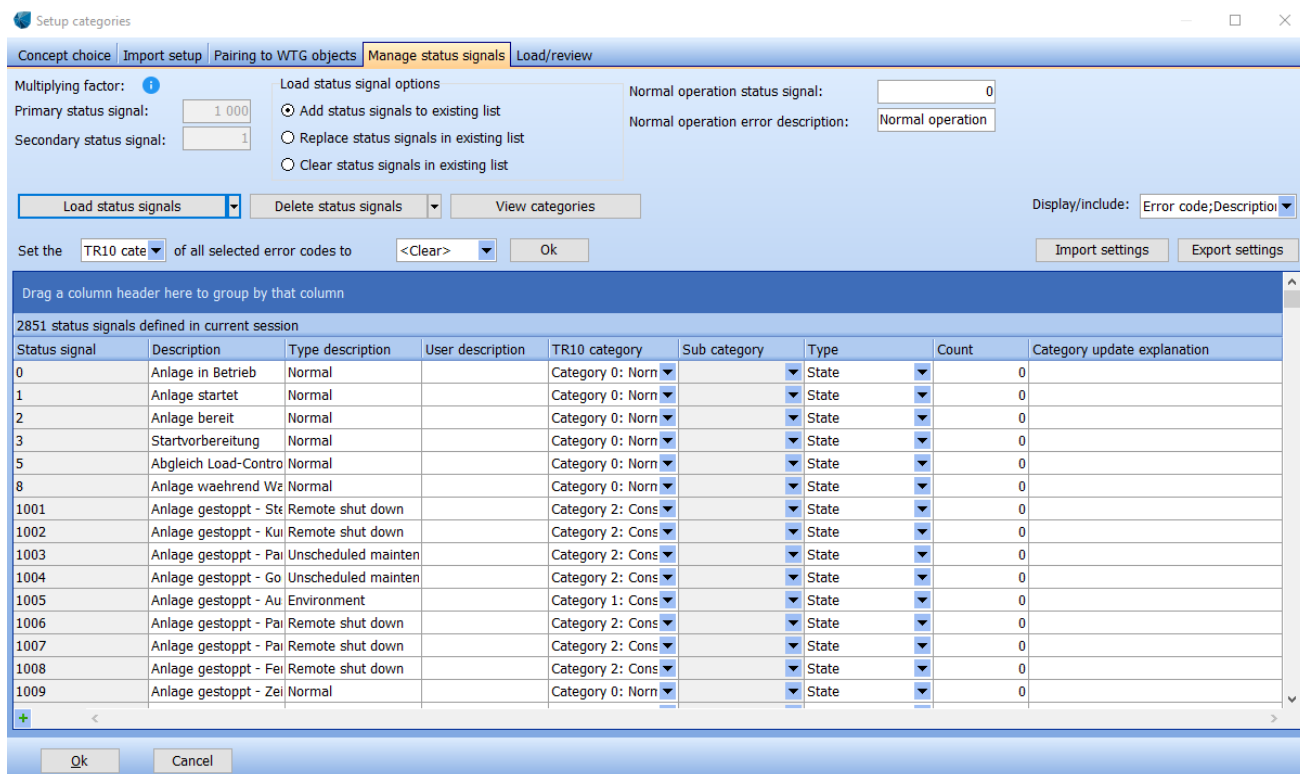 Setup categories
Concept choice Import setup Pairing to WTG objects Manage status signals Load/review
Multiplying factor: i
Load status signal options
Primary status signal: 1 000
Secondary status signal: 1
Add status signals to existing list
Replace status signals in existing list
Clear status signals in existing list
Normal operation status signal: 0
Normal operation error description: Normal operation
Load status signals Delete status signals View categories Display/include: Error code;Descriptio
Set the TR10 cate of all selected error codes to <Clear> Ok Import settings Export settings
Drag a column header here to group by that column
2851 status signals defined in current session
Status signal Description Type description User description TR10 category Sub category Type Count Category update explanation
0 Anlage in Betrieb Normal Category 0: Norn State 0
1 Anlage startet Normal Category 0: Norn State 0
2 Anlage bereit Normal Category 0: Norn State 0
3 Startvorbereitung Normal Category 0: Norn State 0
5 Abgleich Load-Contro Normal Category 0: Norn State 0
8 Anlage waehrend Wa Normal Category 0: Norn State 0
1001 Anlage gestoppt - Ste Remote shut down Category 2: Cons State 0
1002 Anlage gestoppt - Kur Remote shut down Category 2: Cons State 0
1003 Anlage gestoppt - Par Unscheduled mainten Category 2: Cons State 0
1004 Anlage gestoppt - Go Unscheduled mainten Category 2: Cons State 0
1005 Anlage gestoppt - Au Environment Category 1: Cons State 0
1006 Anlage gestoppt - Par Remote shut down Category 2: Cons State 0
1007 Anlage gestoppt - Par Remote shut down Category 2: Cons State 0
1008 Anlage gestoppt - Fer Remote shut down Category 2: Cons State 0
1009 Anlage gestoppt - Zei Normal Category 0: Norn State 0
Ok Cancel